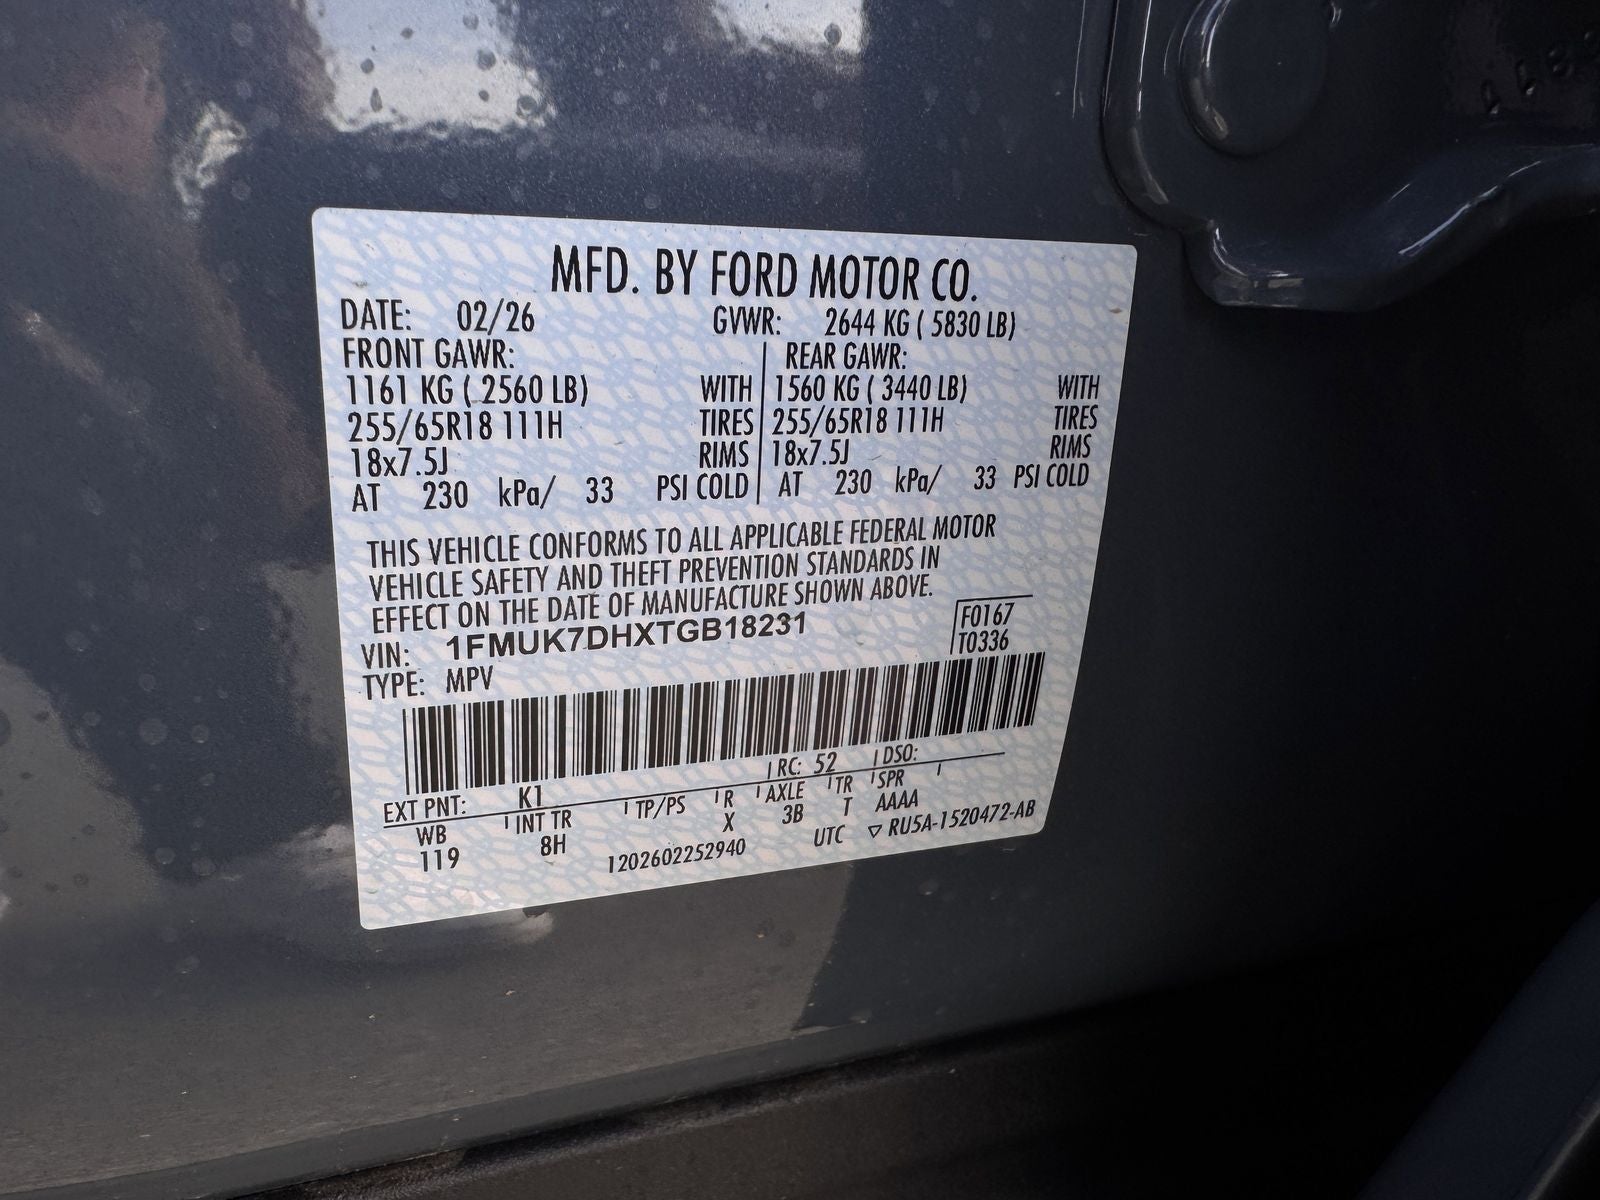 MFD. BY FORD MOTOR CO.
DATE: 02/26 GVWR: 2644 KG ( 5830 LB)
FRONT GAWR: REAR GAWR:
1161 KG ( 2560 LB) WITH 1560 KG ( 3440 LB) WITH
255/65R18 111H TIRES 255/65R18 111H TIRES
18x7.5J RIMS 18x7.5J RIMS
AT 230 kPa/ 33 PSI COLD AT 230 kPa/ 33 PSI COLD
THIS VEHICLE CONFORMS TO ALL APPLICABLE FEDERAL MOTOR
VEHICLE SAFETY AND THEFT PREVENTION STANDARDS IN
EFFECT ON THE DATE OF MANUFACTURE SHOWN ABOVE.
VIN: 1FMUK7DHXTGB18231 F0167
TYPE: MPV T0336
EXT PNT: K1 RC: 52 DSO:
WB INT TR TP/PS R AXLE TR SPR
119 8H X 3B T AAAA
1202602252940 UTC ▽ RU5A-1520472-AB